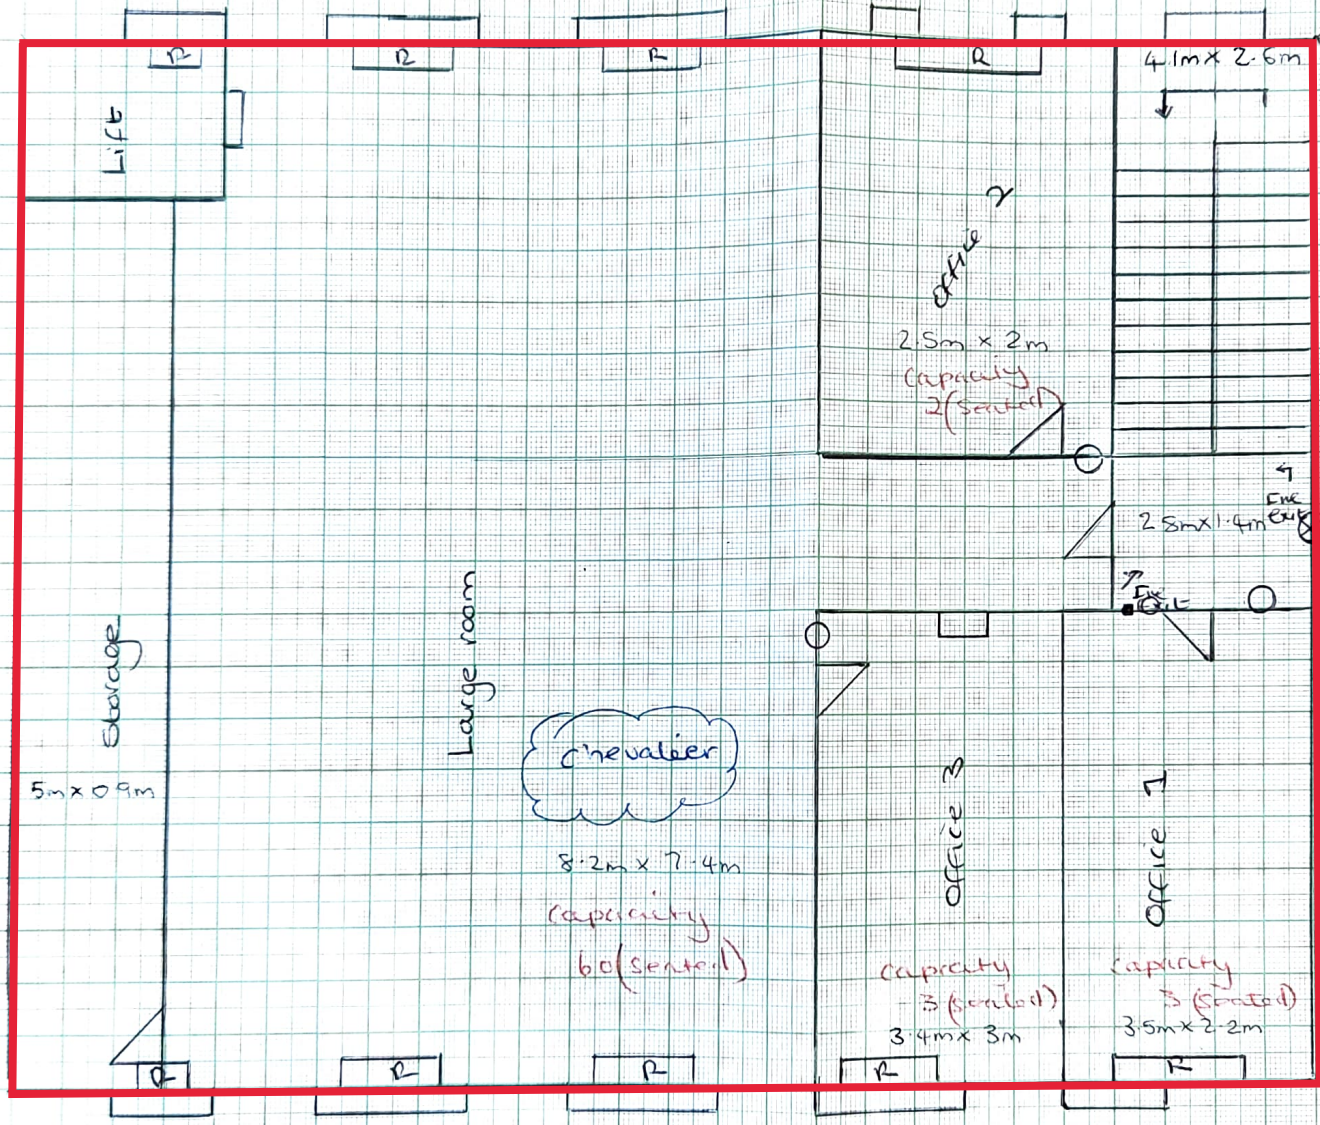 R
R
R
R
4.1m x 2.6m
Lift
Office 2
2.5m x 2m
Capacity
2 (seated)
Fire
exit
2.8m x 1.4m
Fire
Exit
Storage
5m x 0.9m
Large room
Chevalier
8.2m x 7.4m
Capacity
60 (seated)
Office 3
Capacity
3 (seated)
3.4m x 3m
Office 1
Capacity
3 (seated)
3.5m x 2.2m
R
R
R
R
R